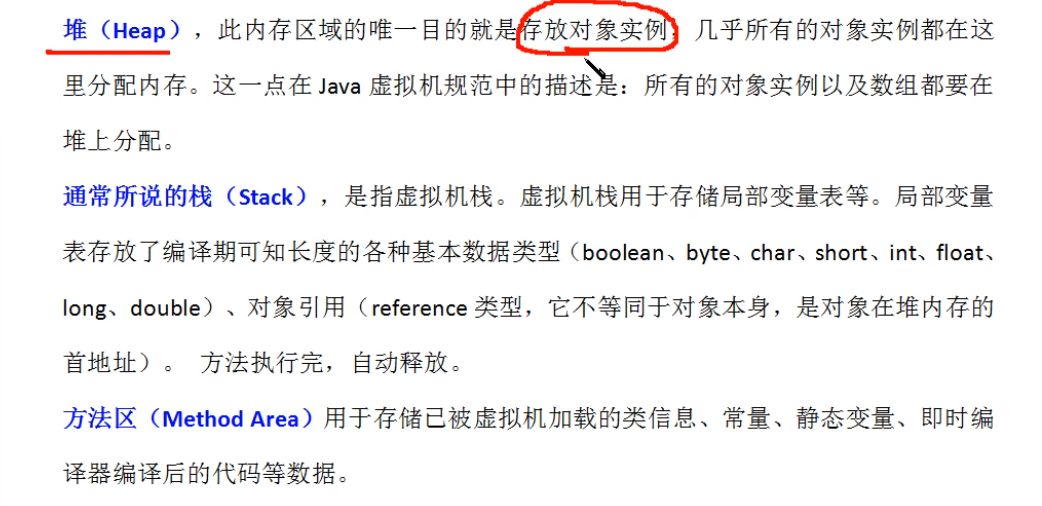 堆（Heap），此内存区域的唯一目的就是存放对象实例，几乎所有的对象实例都在这
里分配内存。这一点在 Java 虚拟机规范中的描述是：所有的对象实例以及数组都要在
堆上分配。
通常所说的栈（Stack），是指虚拟机栈。虚拟机栈用于存储局部变量表等。局部变量
表存放了编译期可知长度的各种基本数据类型（boolean、byte、char、short、int、float、
long、double）、对象引用（reference 类型，它不等同于对象本身，是对象在堆内存的
首地址）。 方法执行完，自动释放。
方法区（Method Area）用于存储已被虚拟机加载的类信息、常量、静态变量、即时编
译器编译后的代码等数据。